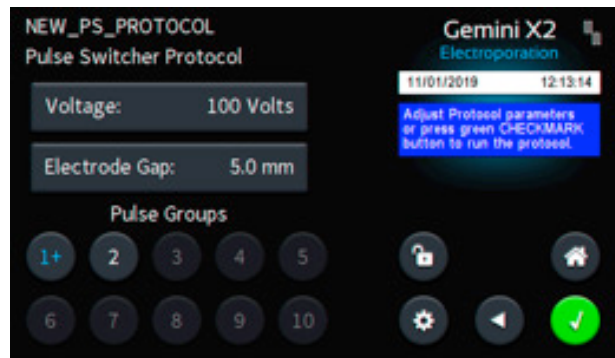 NEW_PS_PROTOCOL
Pulse Switcher Protocol
Voltage: 100 Volts
Electrode Gap: 5.0 mm
Pulse Groups
1+ 2 3 4 5
6 7 8 9 10
Gemini X2
Electroporation
11/01/2019 12:13:14
Adjust Protocol parameters
or press green CHECKMARK
button to run the protocol.